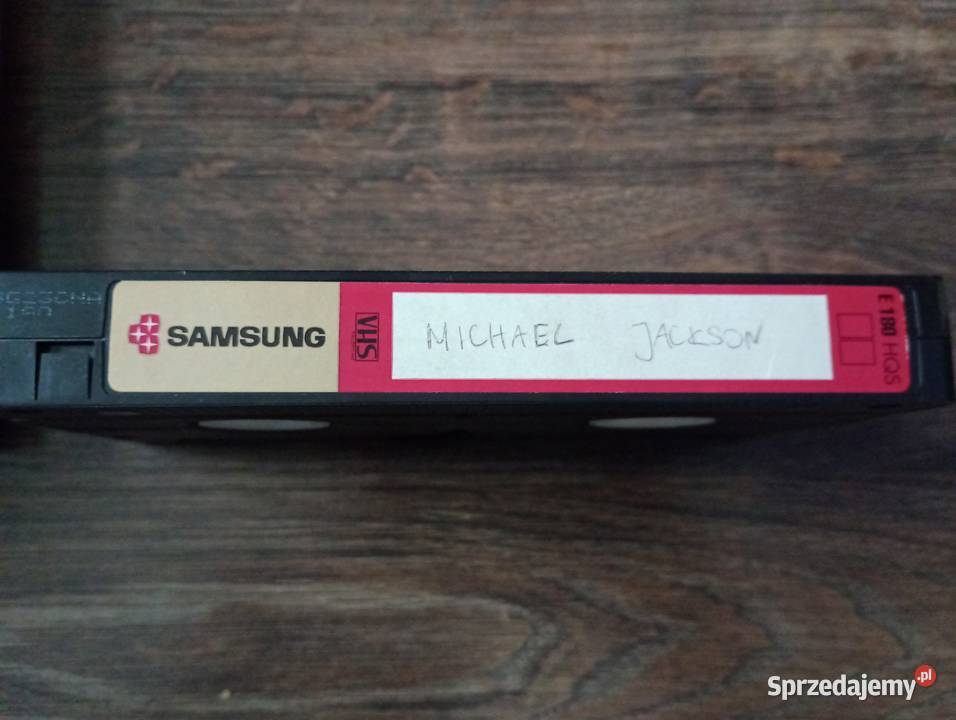 SAMSUNG
VHS
MICHAEL JACKSON
E 180 HQS
Sprzedajemy.pl